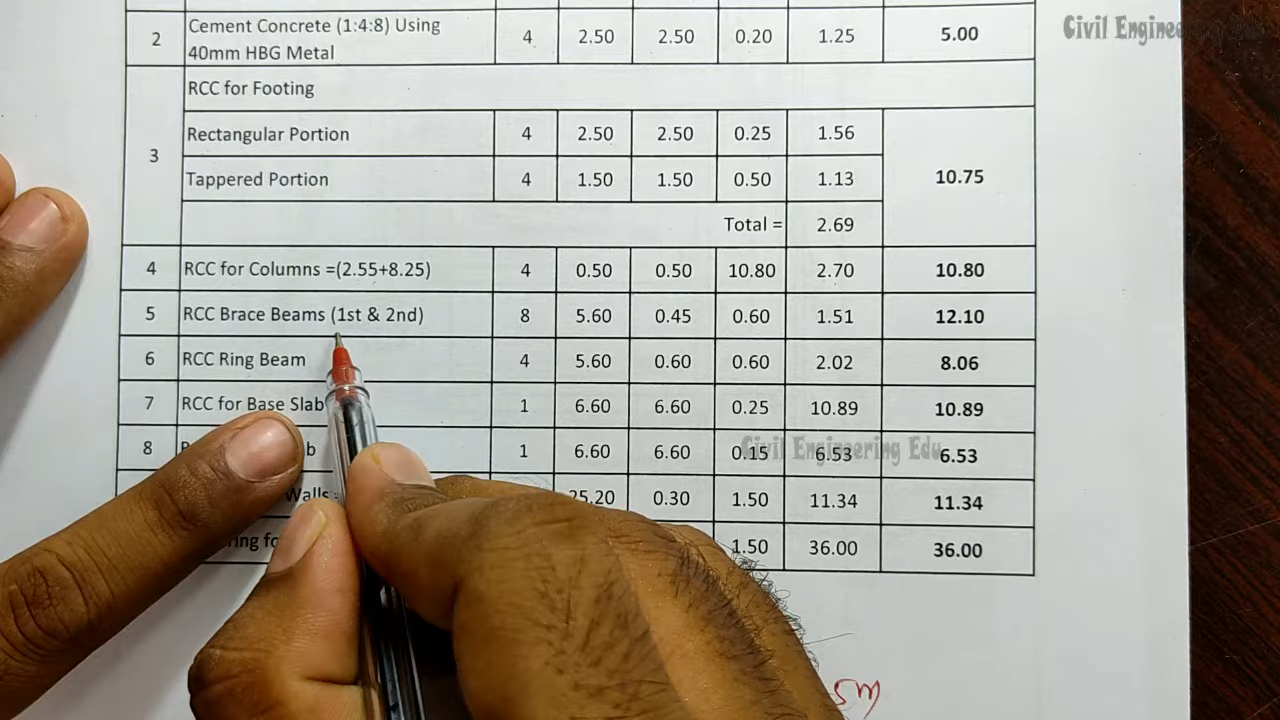 Civil Engineering Edu
2 Cement Concrete (1:4:8) Using 40mm HBG Metal 4 2.50 2.50 0.20 1.25 5.00
3 RCC for Footing
Rectangular Portion 4 2.50 2.50 0.25 1.56
Tappered Portion 4 1.50 1.50 0.50 1.13 10.75
Total = 2.69
4 RCC for Columns =(2.55+8.25) 4 0.50 0.50 10.80 2.70 10.80
5 RCC Brace Beams (1st & 2nd) 8 5.60 0.45 0.60 1.51 12.10
6 RCC Ring Beam 4 5.60 0.60 0.60 2.02 8.06
7 RCC for Base Slab 1 6.60 6.60 0.25 10.89 10.89
8 1 6.60 6.60 0.15 6.53 6.53
Civil Engineering Edu
Walls 25.20 0.30 1.50 11.34 11.34
1.50 36.00 36.00
5m